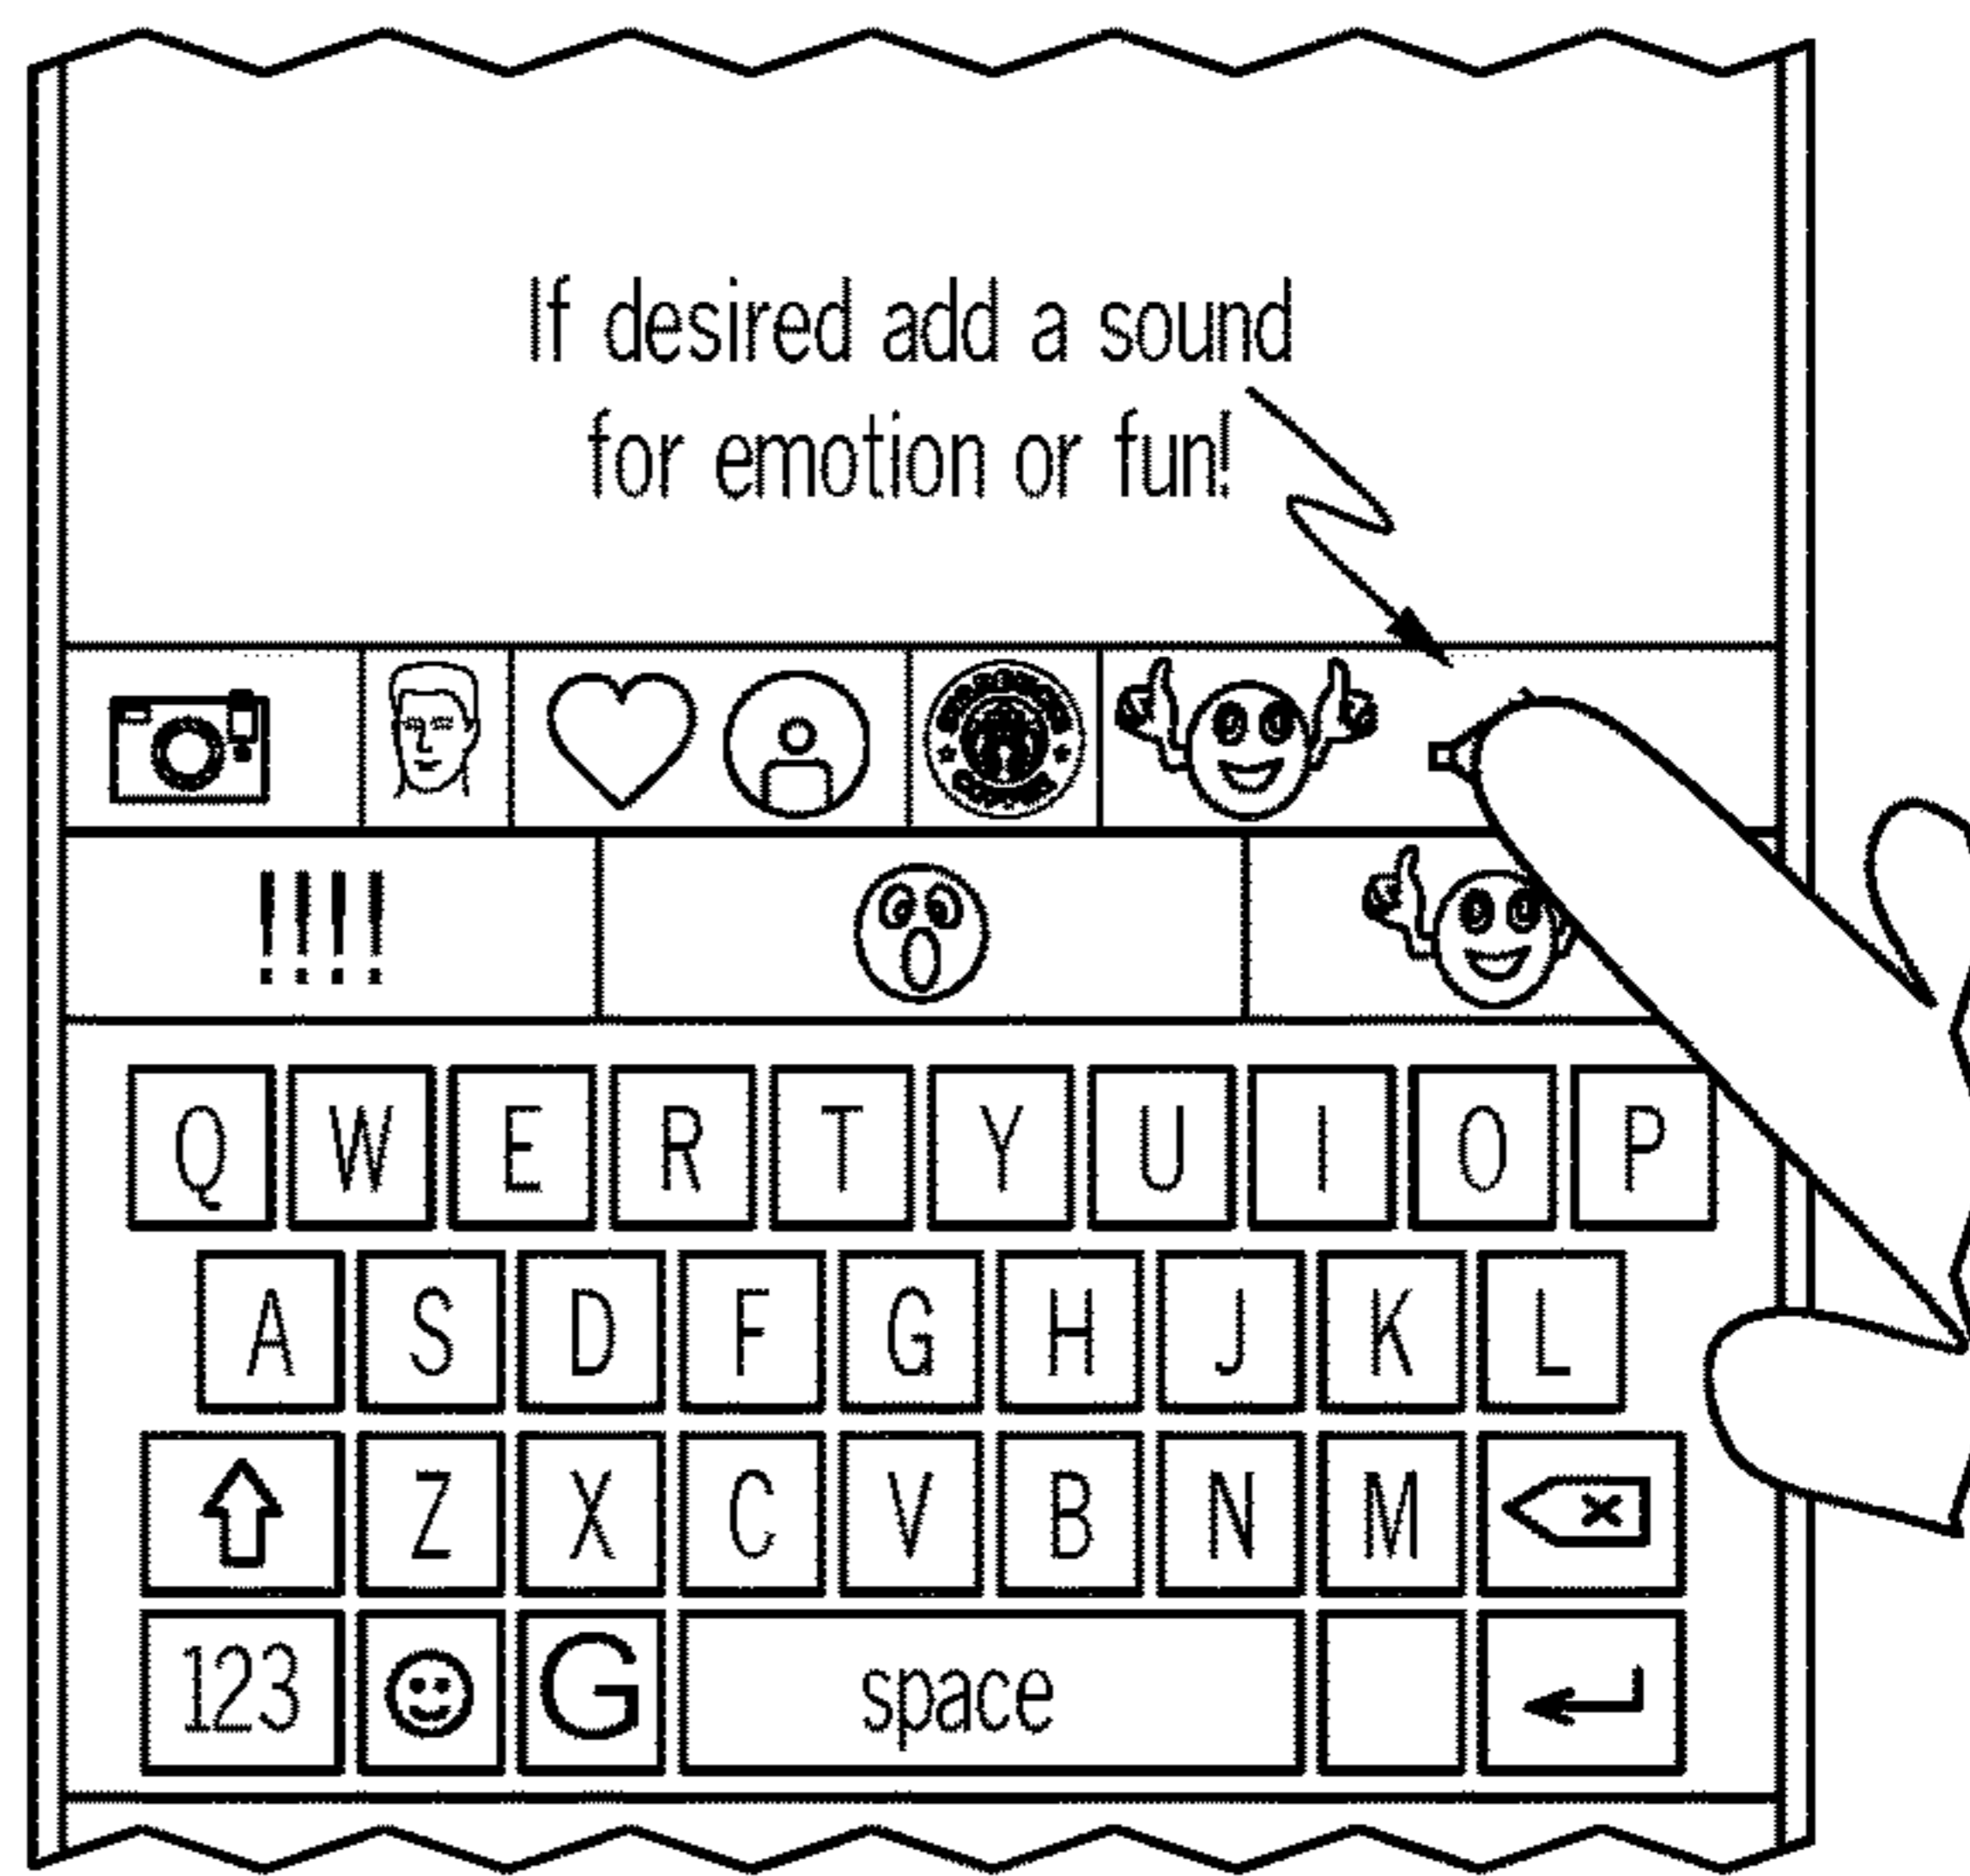 If desired add a sound
for emotion or fun!
!!!!
Q W E R T Y U I O P
A S D F G H J K L
Z X C V B N M
123 G space